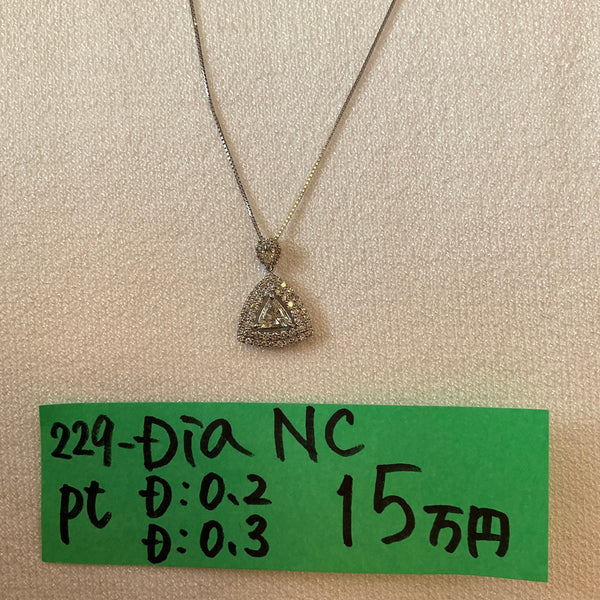 229-Dia NC
pt D:0.2 15万円
D:0.3